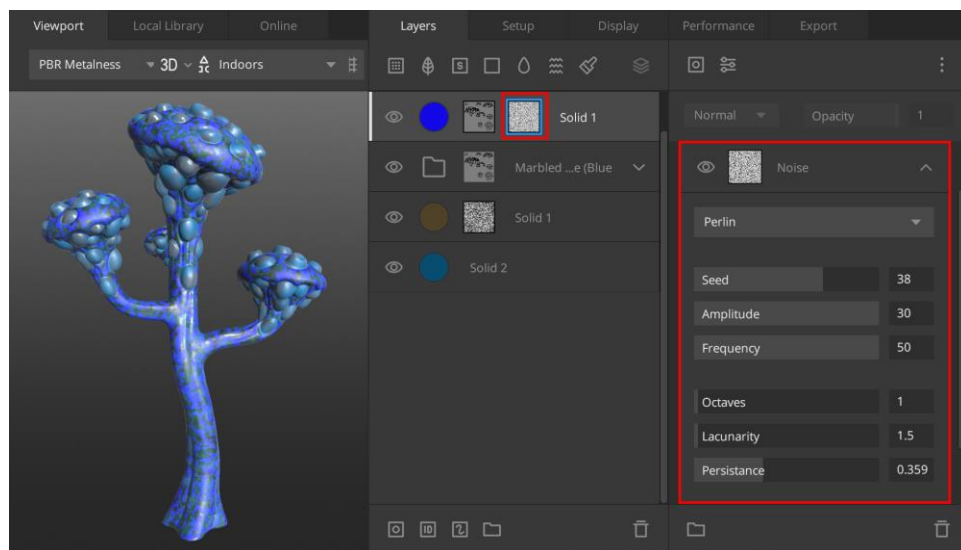 Viewport Local Library Online Layers Setup Display Performance Export
PBR Metalness 3D Indoors
S
Solid 1
Normal Opacity 1
Marbled ...e (Blue
Noise
Solid 1
Perlin
Solid 2
Seed 38
Amplitude 30
Frequency 50
Octaves 1
Lacunarity 1.5
Persistance 0.359
ID